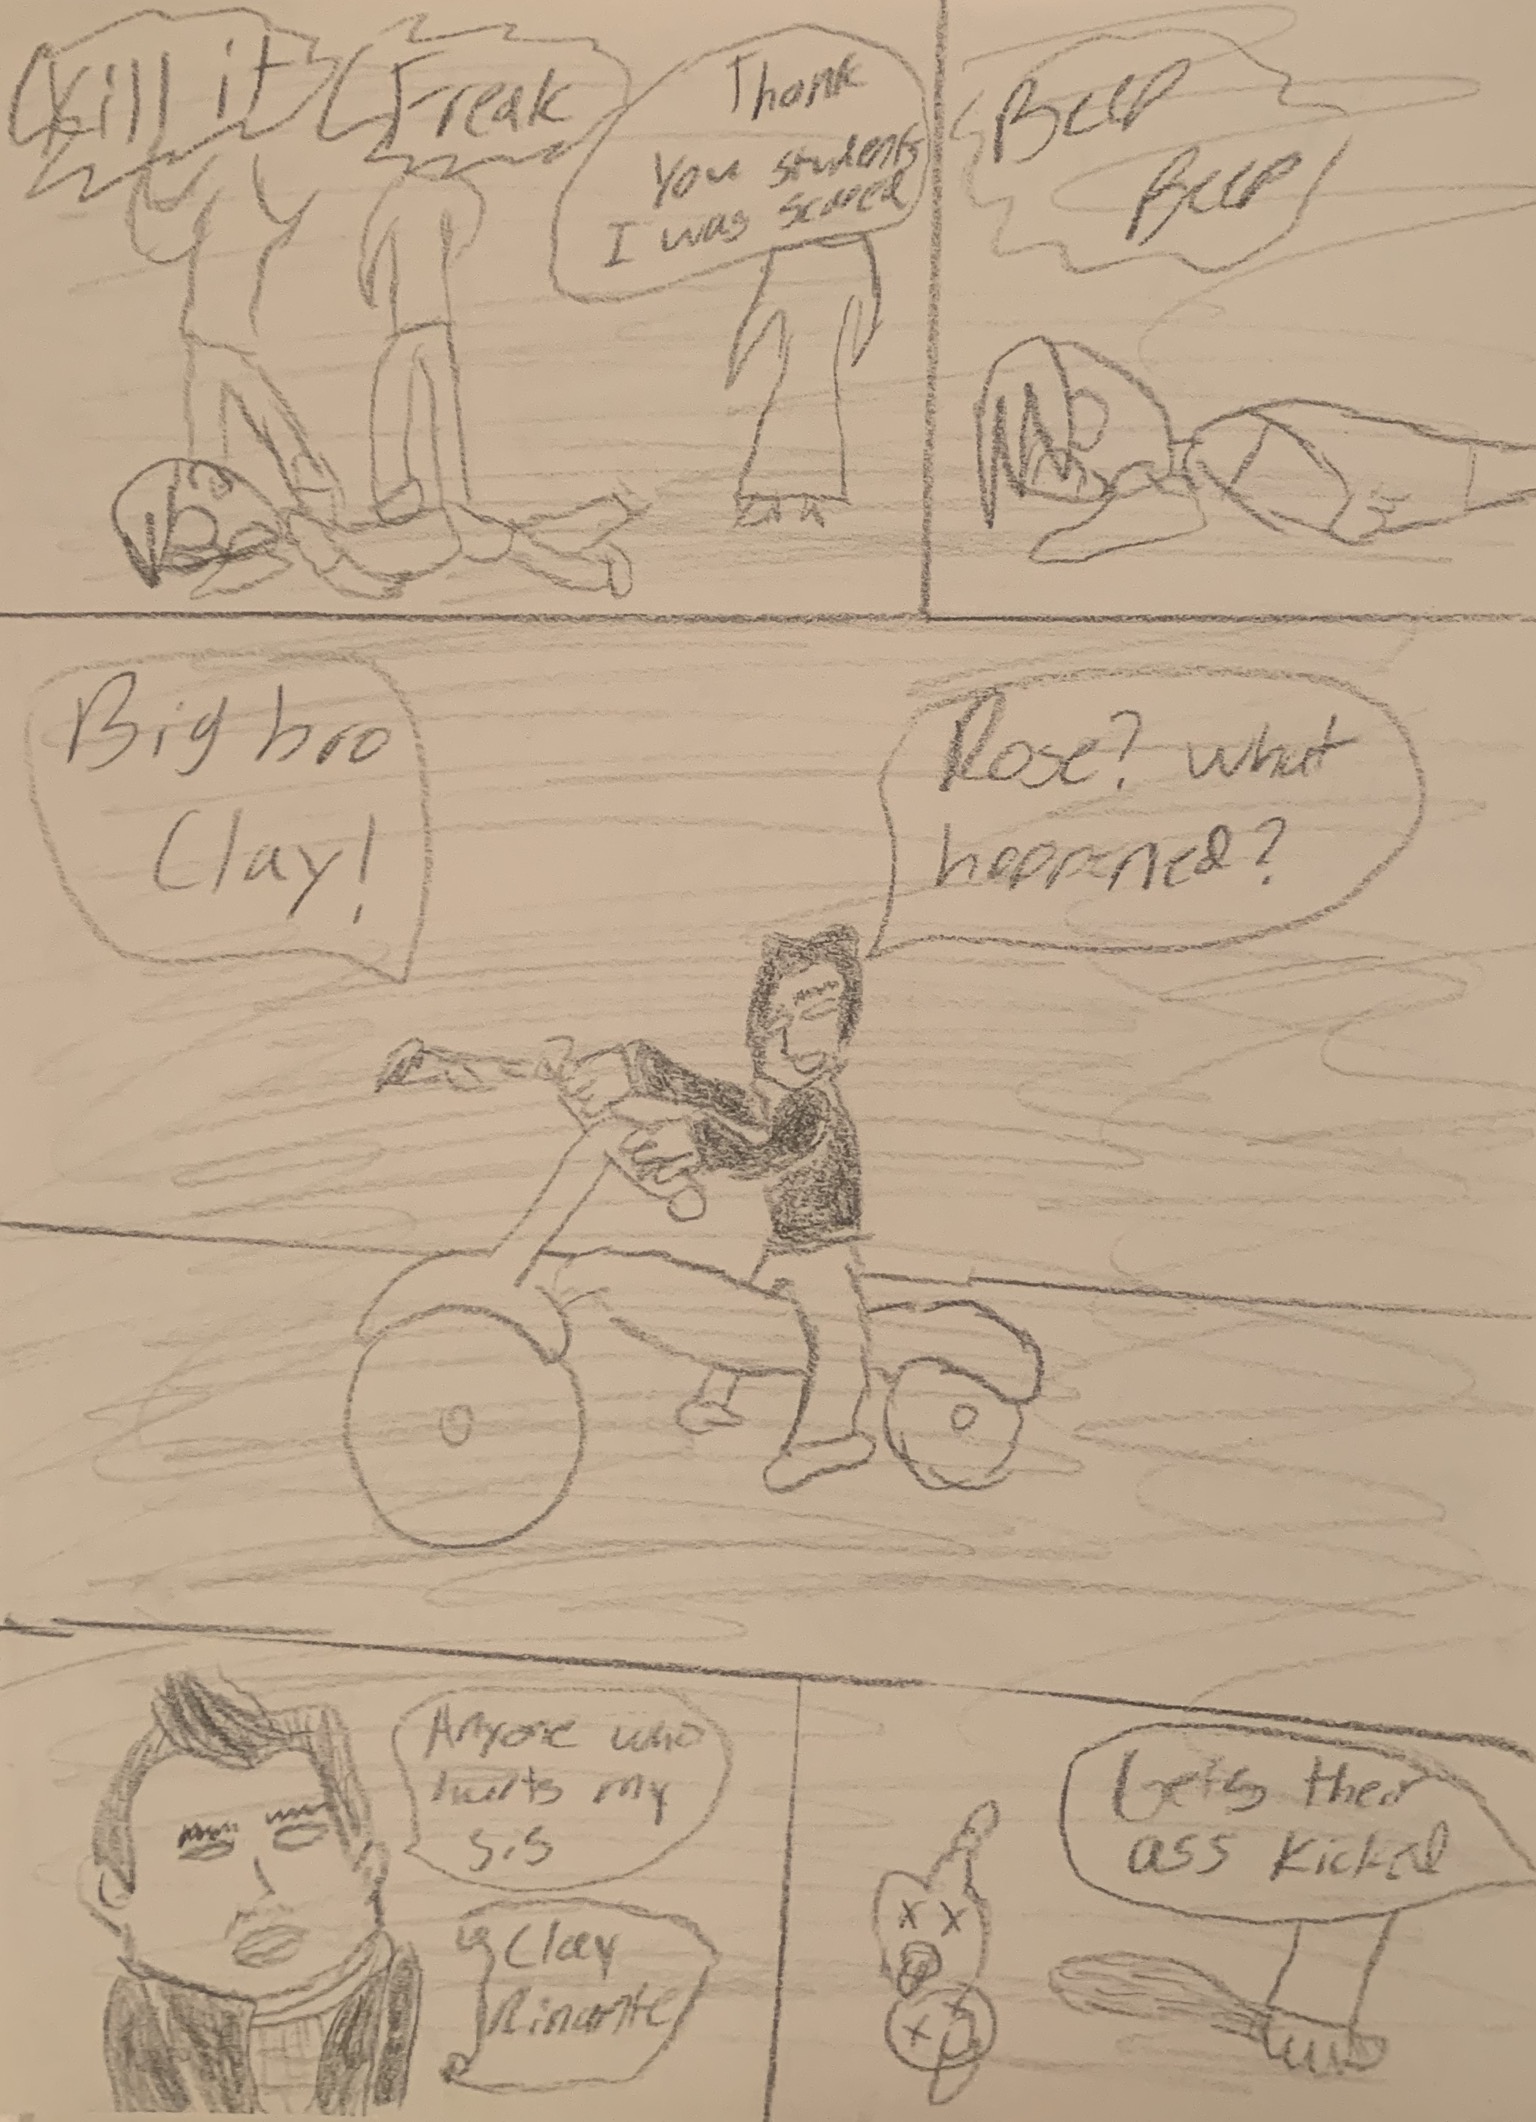 Kill it
Freak
Thank
You students
I was scared
Beep
Beep
Big bro
Clay!
Rose? what
happened?
Anyone who
hurts my
sis
Clay
Rinonte
Gets their
ass kicked